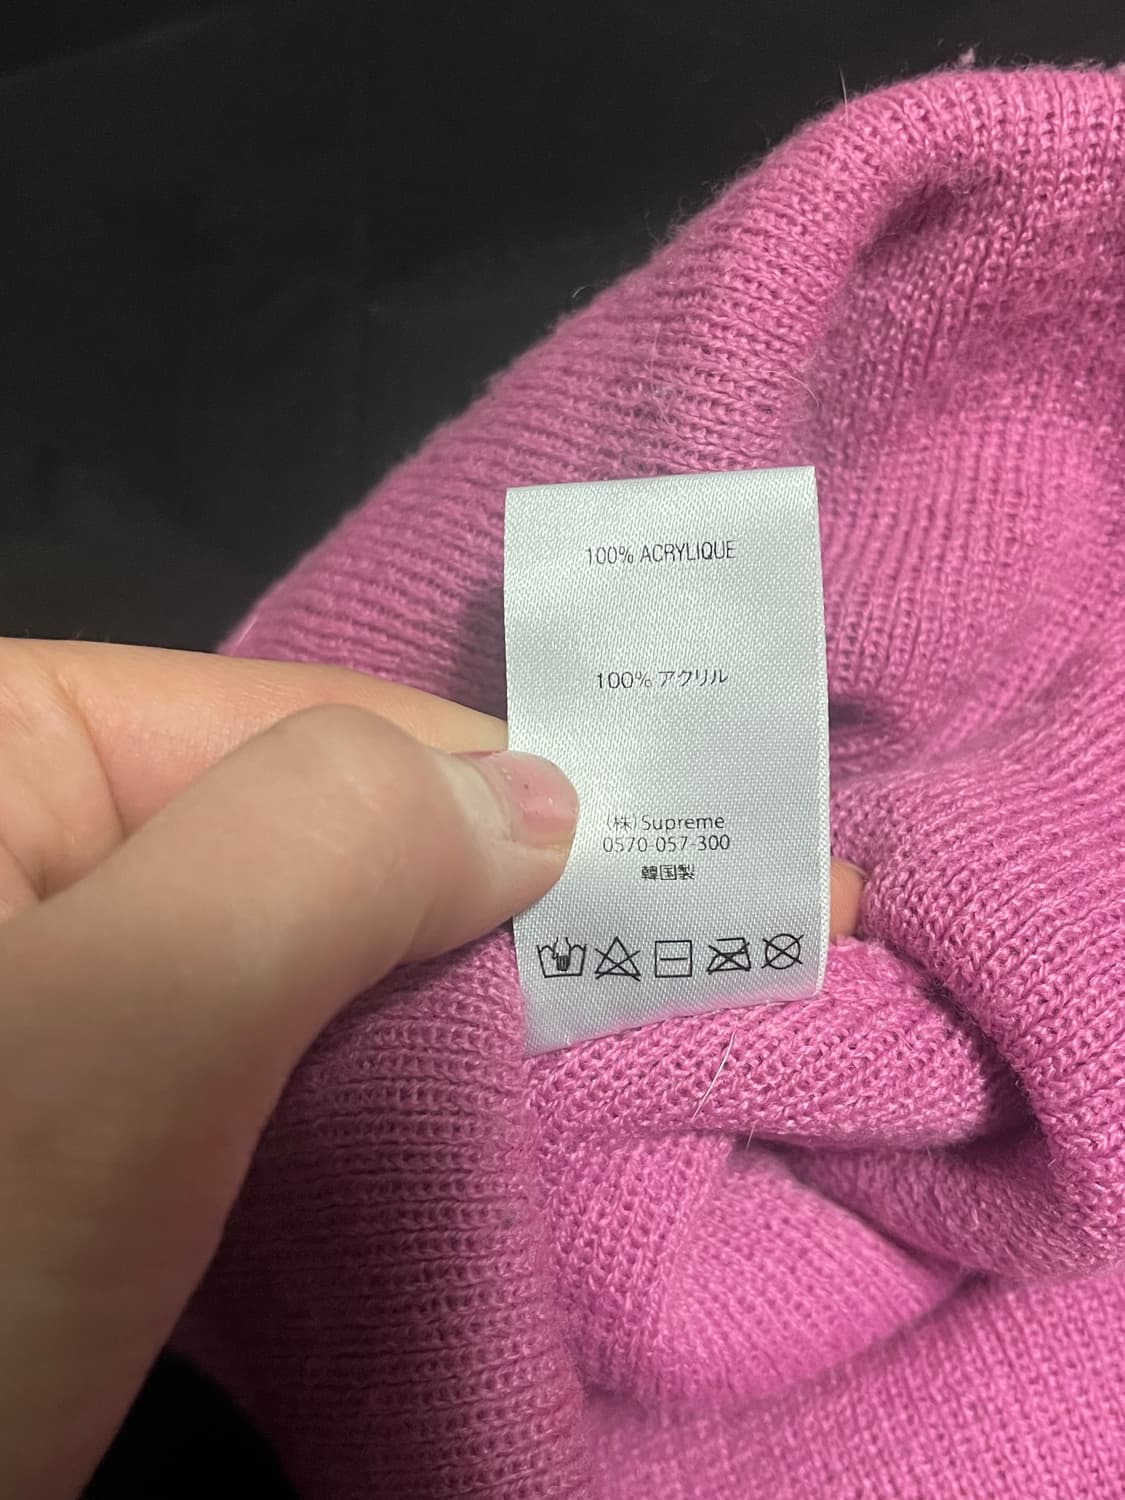 100% ACRYLIQUE
100% アクリル
(株)Supreme
0570-057-300
韓国製